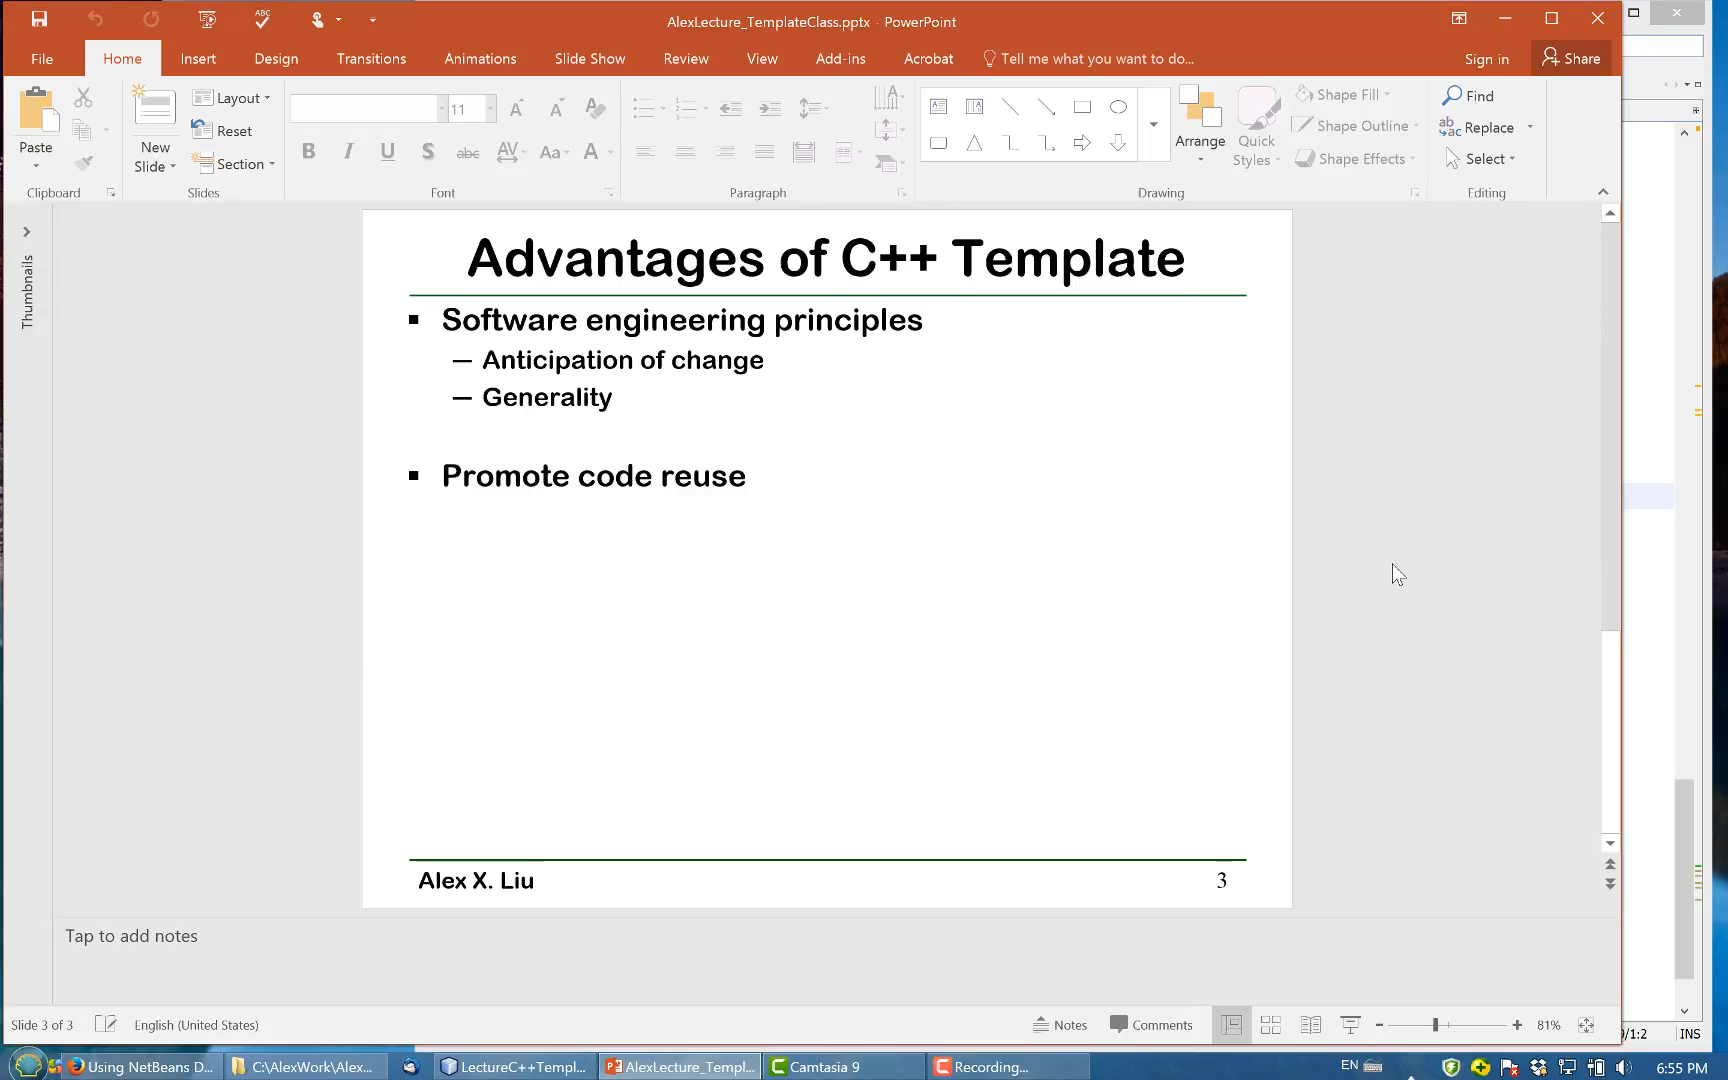 AlexLecture_TemplateClass.pptx - PowerPoint
File Home Insert Design Transitions Animations Slide Show Review View Add-ins Acrobat Tell me what you want to do... Sign in Share
Paste
Clipboard
New
Slide
Layout
Reset
Section
Slides
11
B I U S abc AV Aa A
Font
Paragraph
Arrange
Quick
Styles
Shape Fill
Shape Outline
Shape Effects
Drawing
Find
Replace
Select
Editing
Thumbnails
Advantages of C++ Template
▪ Software engineering principles
— Anticipation of change
— Generality
▪ Promote code reuse
Alex X. Liu 3
Tap to add notes
Slide 3 of 3 English (United States) Notes Comments 81%
INS
Using NetBeans D... C:\AlexWork\Alex... LectureC++Templ... AlexLecture_Templ... Camtasia 9 Recording... EN 6:55 PM